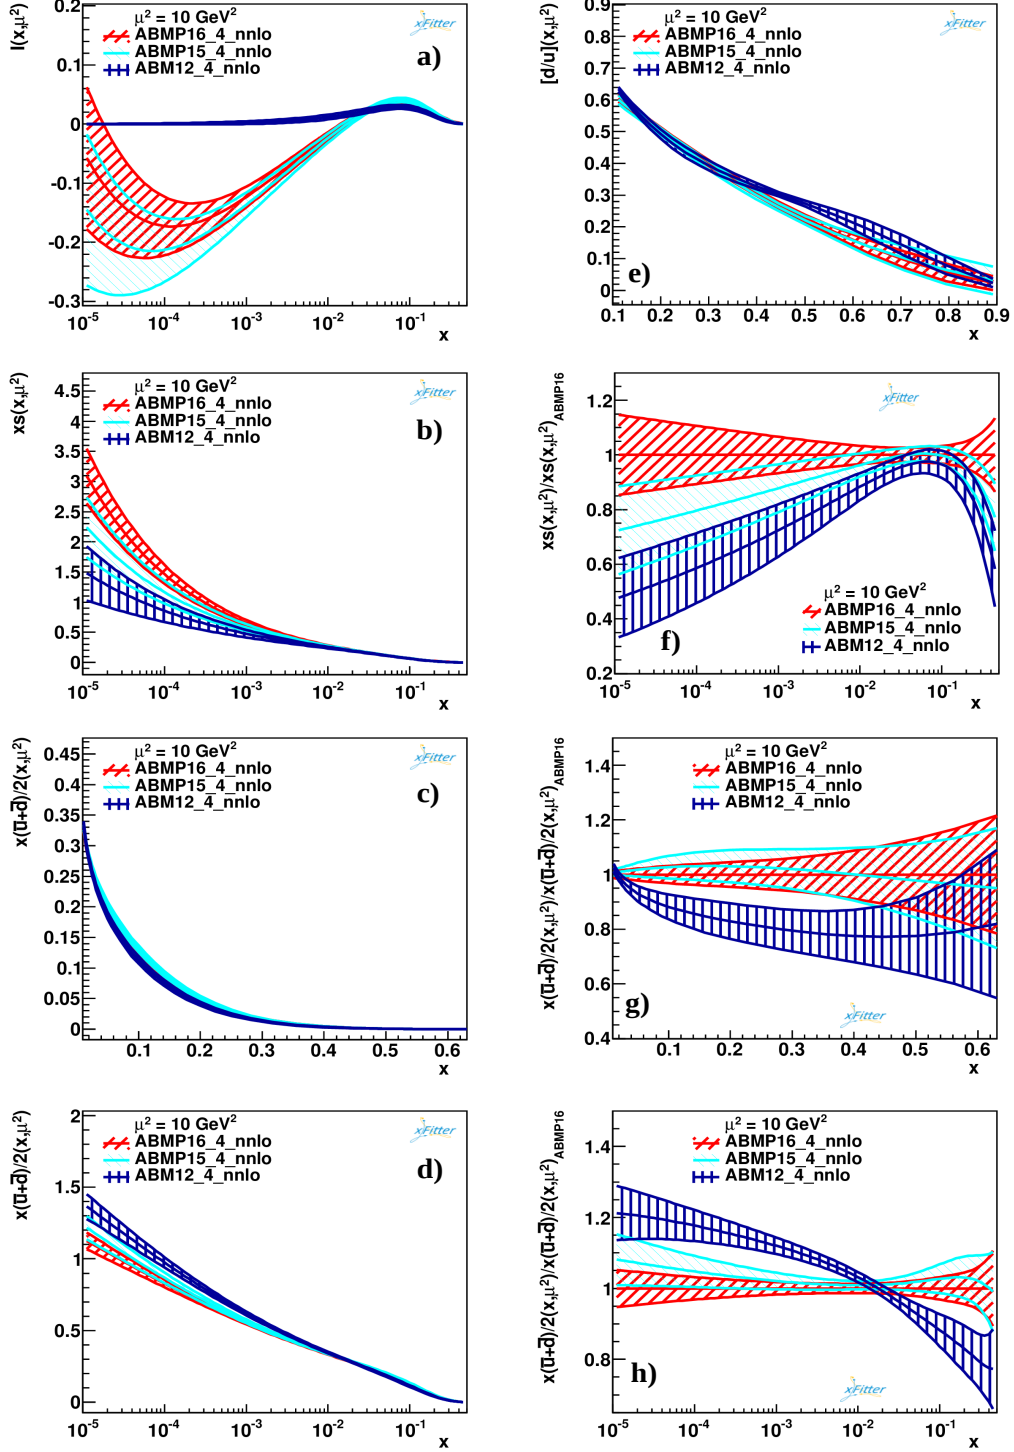 I(x,μ²)
0.2
0.1
0
-0.1
-0.2
-0.3
μ² = 10 GeV²
ABMP16_4_nnlo
ABMP15_4_nnlo
ABM12_4_nnlo
xFitter
a)
10⁻⁵ 10⁻⁴ 10⁻³ 10⁻² 10⁻¹
x
[d/u](x,μ²)
0.9
0.8
0.7
0.6
0.5
0.4
0.3
0.2
0.1
0
μ² = 10 GeV²
ABMP16_4_nnlo
ABMP15_4_nnlo
ABM12_4_nnlo
xFitter
e)
0.1 0.2 0.3 0.4 0.5 0.6 0.7 0.8 0.9
x
xs(x,μ²)
4.5
4
3.5
3
2.5
2
1.5
1
0.5
0
μ² = 10 GeV²
ABMP16_4_nnlo
ABMP15_4_nnlo
ABM12_4_nnlo
xFitter
b)
10⁻⁵ 10⁻⁴ 10⁻³ 10⁻² 10⁻¹
x
xs(x,μ²)/xs(x,μ²)ABMP16
1.2
1
0.8
0.6
0.4
0.2
xFitter
μ² = 10 GeV²
ABMP16_4_nnlo
ABMP15_4_nnlo
ABM12_4_nnlo
f)
10⁻⁵ 10⁻⁴ 10⁻³ 10⁻² 10⁻¹
x
x(u̅+d̅)/2(x,μ²)
0.45
0.4
0.35
0.3
0.25
0.2
0.15
0.1
0.05
0
μ² = 10 GeV²
ABMP16_4_nnlo
ABMP15_4_nnlo
ABM12_4_nnlo
xFitter
c)
0.1 0.2 0.3 0.4 0.5 0.6
x
x(u̅+d̅)/2(x,μ²)/x(u̅+d̅)/2(x,μ²)ABMP16
1.4
1.2
1
0.8
0.6
0.4
μ² = 10 GeV²
ABMP16_4_nnlo
ABMP15_4_nnlo
ABM12_4_nnlo
xFitter
g)
0.1 0.2 0.3 0.4 0.5 0.6
x
x(u̅+d̅)/2(x,μ²)
2
1.5
1
0.5
0
μ² = 10 GeV²
ABMP16_4_nnlo
ABMP15_4_nnlo
ABM12_4_nnlo
xFitter
d)
10⁻⁵ 10⁻⁴ 10⁻³ 10⁻² 10⁻¹
x
x(u̅+d̅)/2(x,μ²)/x(u̅+d̅)/2(x,μ²)ABMP16
1.4
1.2
1
0.8
μ² = 10 GeV²
ABMP16_4_nnlo
ABMP15_4_nnlo
ABM12_4_nnlo
xFitter
h)
10⁻⁵ 10⁻⁴ 10⁻³ 10⁻² 10⁻¹
x